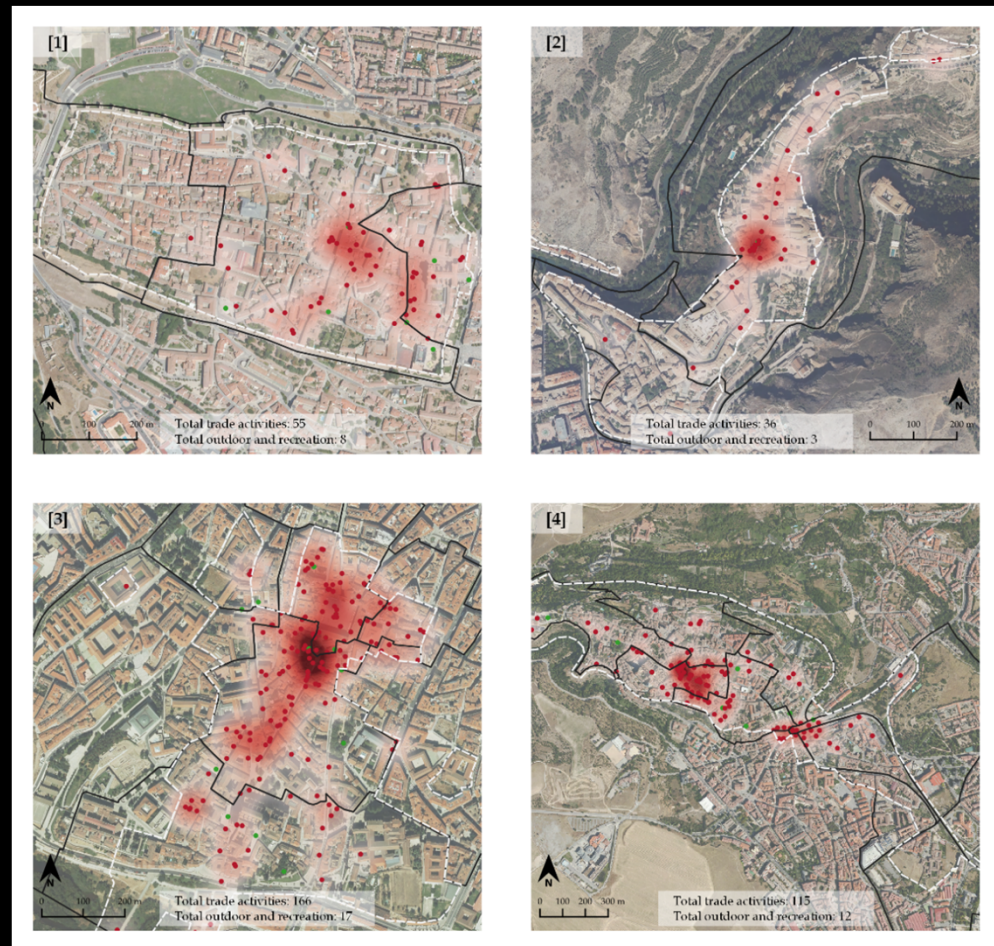 [1]
N
0 100 200 m
Total trade activities: 55
Total outdoor and recreation: 8
[2]
N
0 100 200 m
Total trade activities: 36
Total outdoor and recreation: 3
[3]
N
0 100 200 m
Total trade activities: 166
Total outdoor and recreation: 17
[4]
N
0 100 200 300 m
Total trade activities: 115
Total outdoor and recreation: 12